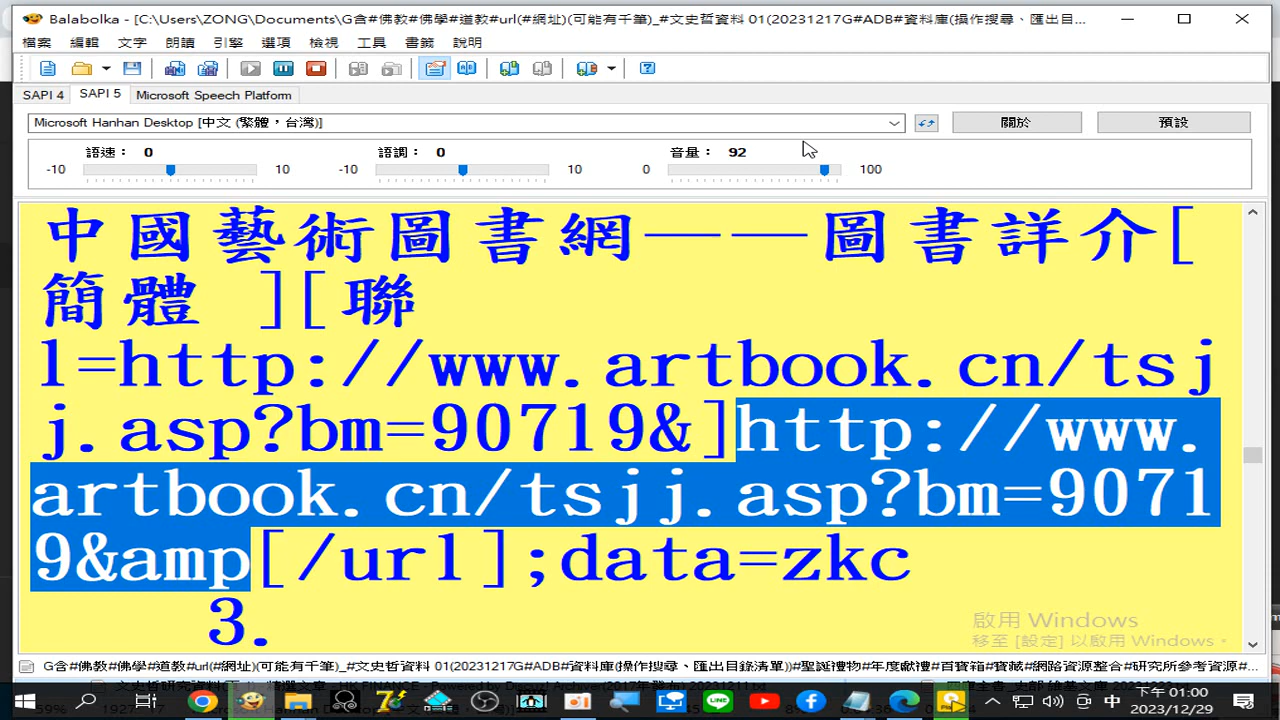 Balabolka - [C:\Users\ZONG\Documents\G含#佛教#佛學#道教#url(#網址)(可能有千筆)_#文史哲資料 01(20231217G#ADB#資料庫(操作搜尋、匯出目...
檔案 編輯 文字 朗讀 引擎 選項 檢視 工具 書籤 說明
SAPI 4 SAPI 5 Microsoft Speech Platform
Microsoft Hanhan Desktop [中文 (繁體，台灣)] 關於 預設
語速： 0 語調： 0 音量： 92
-10 10 -10 10 0 100
中國藝術圖書網————圖書詳介[
簡體 ][聯
l=http://www.artbook.cn/tsj
j.asp?bm=90719&]http://www.
artbook.cn/tsjj.asp?bm=9071
9&amp[/url];data=zkc
3.
啟用 Windows
移至 [設定] 以啟用 Windows。
G含#佛教#佛學#道教#url(#網址)(可能有千筆)_#文史哲資料 01(20231217G#ADB#資料庫(操作搜尋、匯出目錄清單))#聖誕禮物#年度獻禮#百寶箱#寶藏#網路資源整合#研究所參考資源#...
下午 01:00
中
2023/12/29